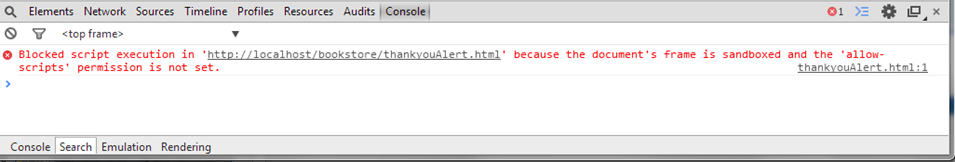 Elements Network Sources Timeline Profiles Resources Audits Console 1
<top frame>
Blocked script execution in 'http://localhost/bookstore/thankyouAlert.html' because the document's frame is sandboxed and the 'allow-
scripts' permission is not set. thankyouAlert.html:1
Console Search Emulation Rendering